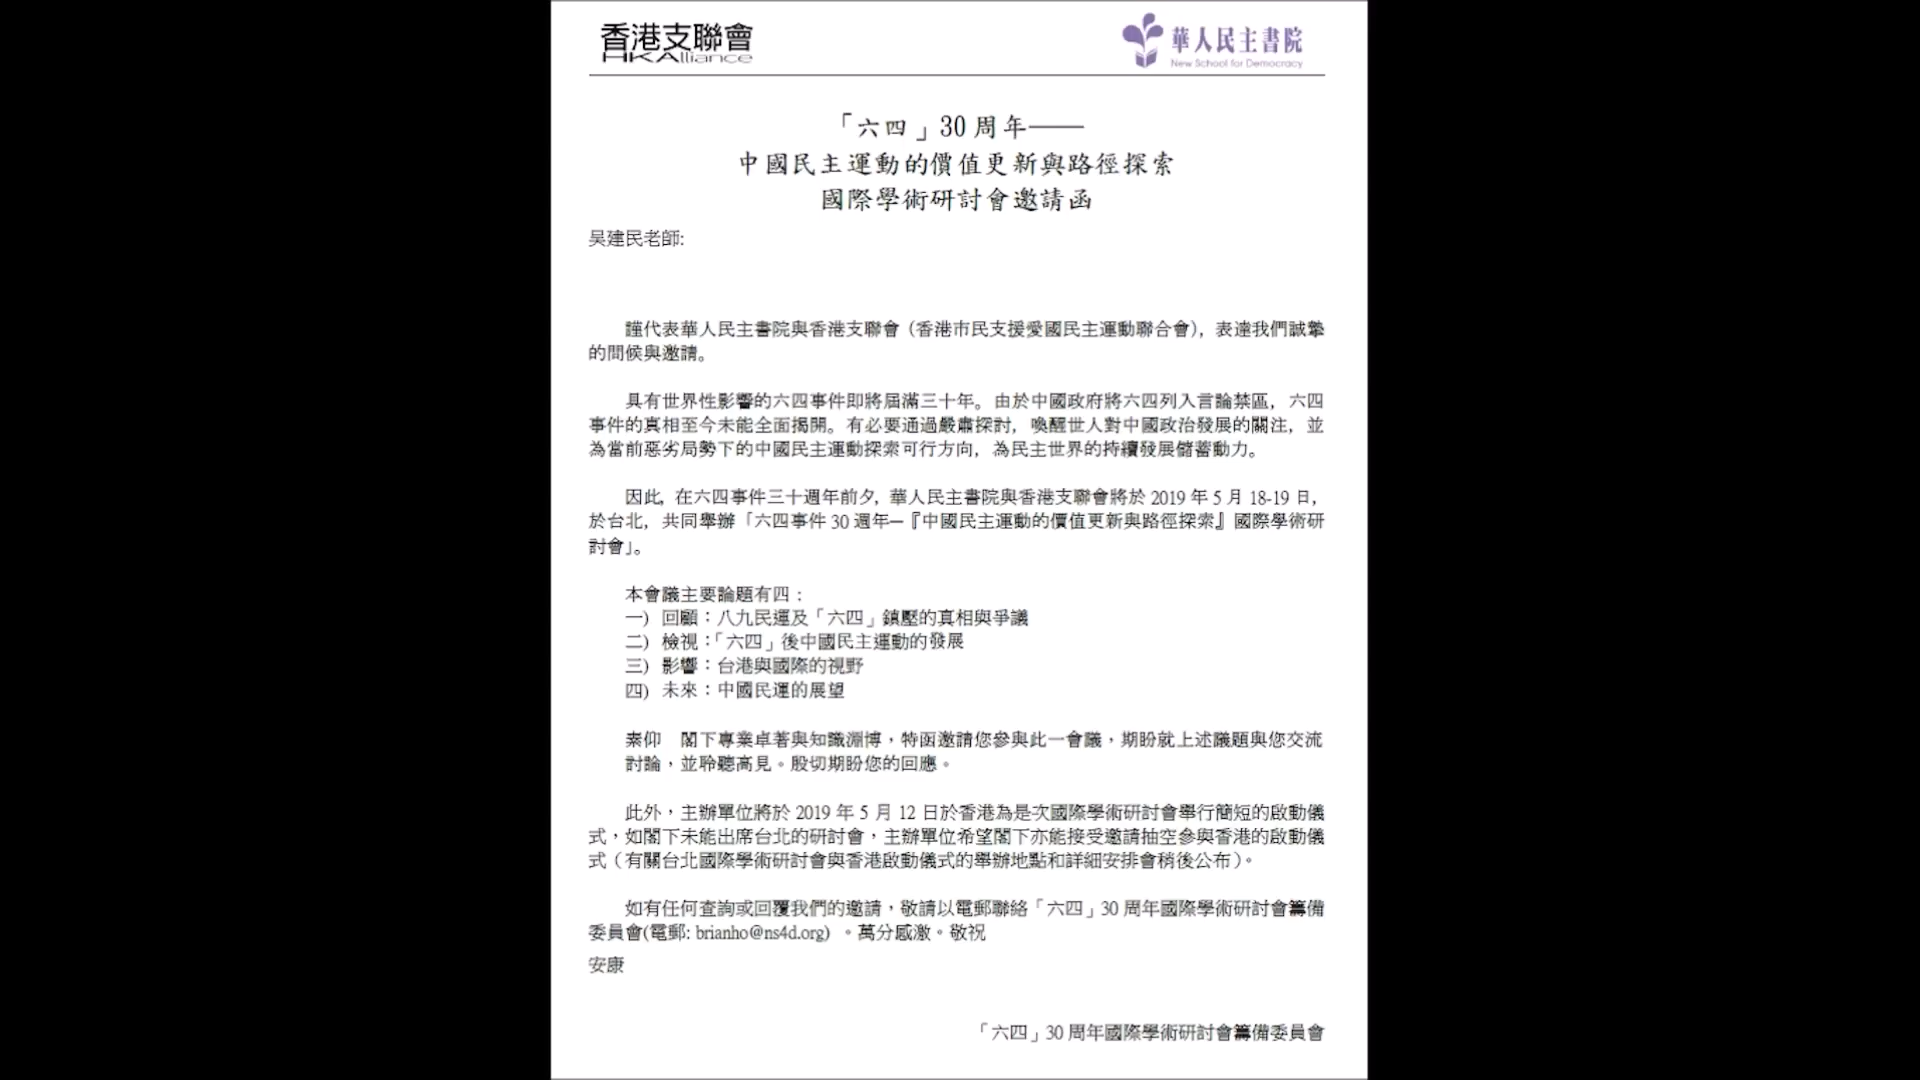 香港支聯會
HKAlliance
華人民主書院
New School for Democracy
「六四」30 周年——
中國民主運動的價值更新與路徑探索
國際學術研討會邀請函
吳建民老師:
謹代表華人民主書院與香港支聯會（香港市民支援愛國民主運動聯合會），表達我們誠摯
的問候與邀請。
具有世界性影響的六四事件即將屆滿三十年。由於中國政府將六四列入言論禁區，六四
事件的真相至今未能全面揭開。有必要通過嚴肅探討，喚醒世人對中國政治發展的關注，並
為當前惡劣局勢下的中國民主運動探索可行方向，為民主世界的持續發展儲蓄動力。
因此，在六四事件三十週年前夕，華人民主書院與香港支聯會將於 2019 年 5 月 18-19 日，
於台北，共同舉辦「六四事件 30 週年─『中國民主運動的價值更新與路徑探索』國際學術研
討會」。
本會議主要論題有四：
一) 回顧：八九民運及「六四」鎮壓的真相與爭議
二) 檢視：「六四」後中國民主運動的發展
三) 影響：台港與國際的視野
四) 未來：中國民運的展望
素仰　閣下專業卓著與知識淵博，特函邀請您參與此一會議，期盼就上述議題與您交流
討論，並聆聽高見。殷切期盼您的回應。
此外，主辦單位將於 2019 年 5 月 12 日於香港為是次國際學術研討會舉行簡短的啟動儀
式，如閣下未能出席台北的研討會，主辦單位希望閣下亦能接受邀請抽空參與香港的啟動儀
式（有關台北國際學術研討會與香港啟動儀式的舉辦地點和詳細安排會稍後公布）。
如有任何查詢或回覆我們的邀請，敬請以電郵聯絡「六四」30 周年國際學術研討會籌備
委員會(電郵: brianho@ns4d.org) 。萬分感激。敬祝
安康
「六四」30 周年國際學術研討會籌備委員會